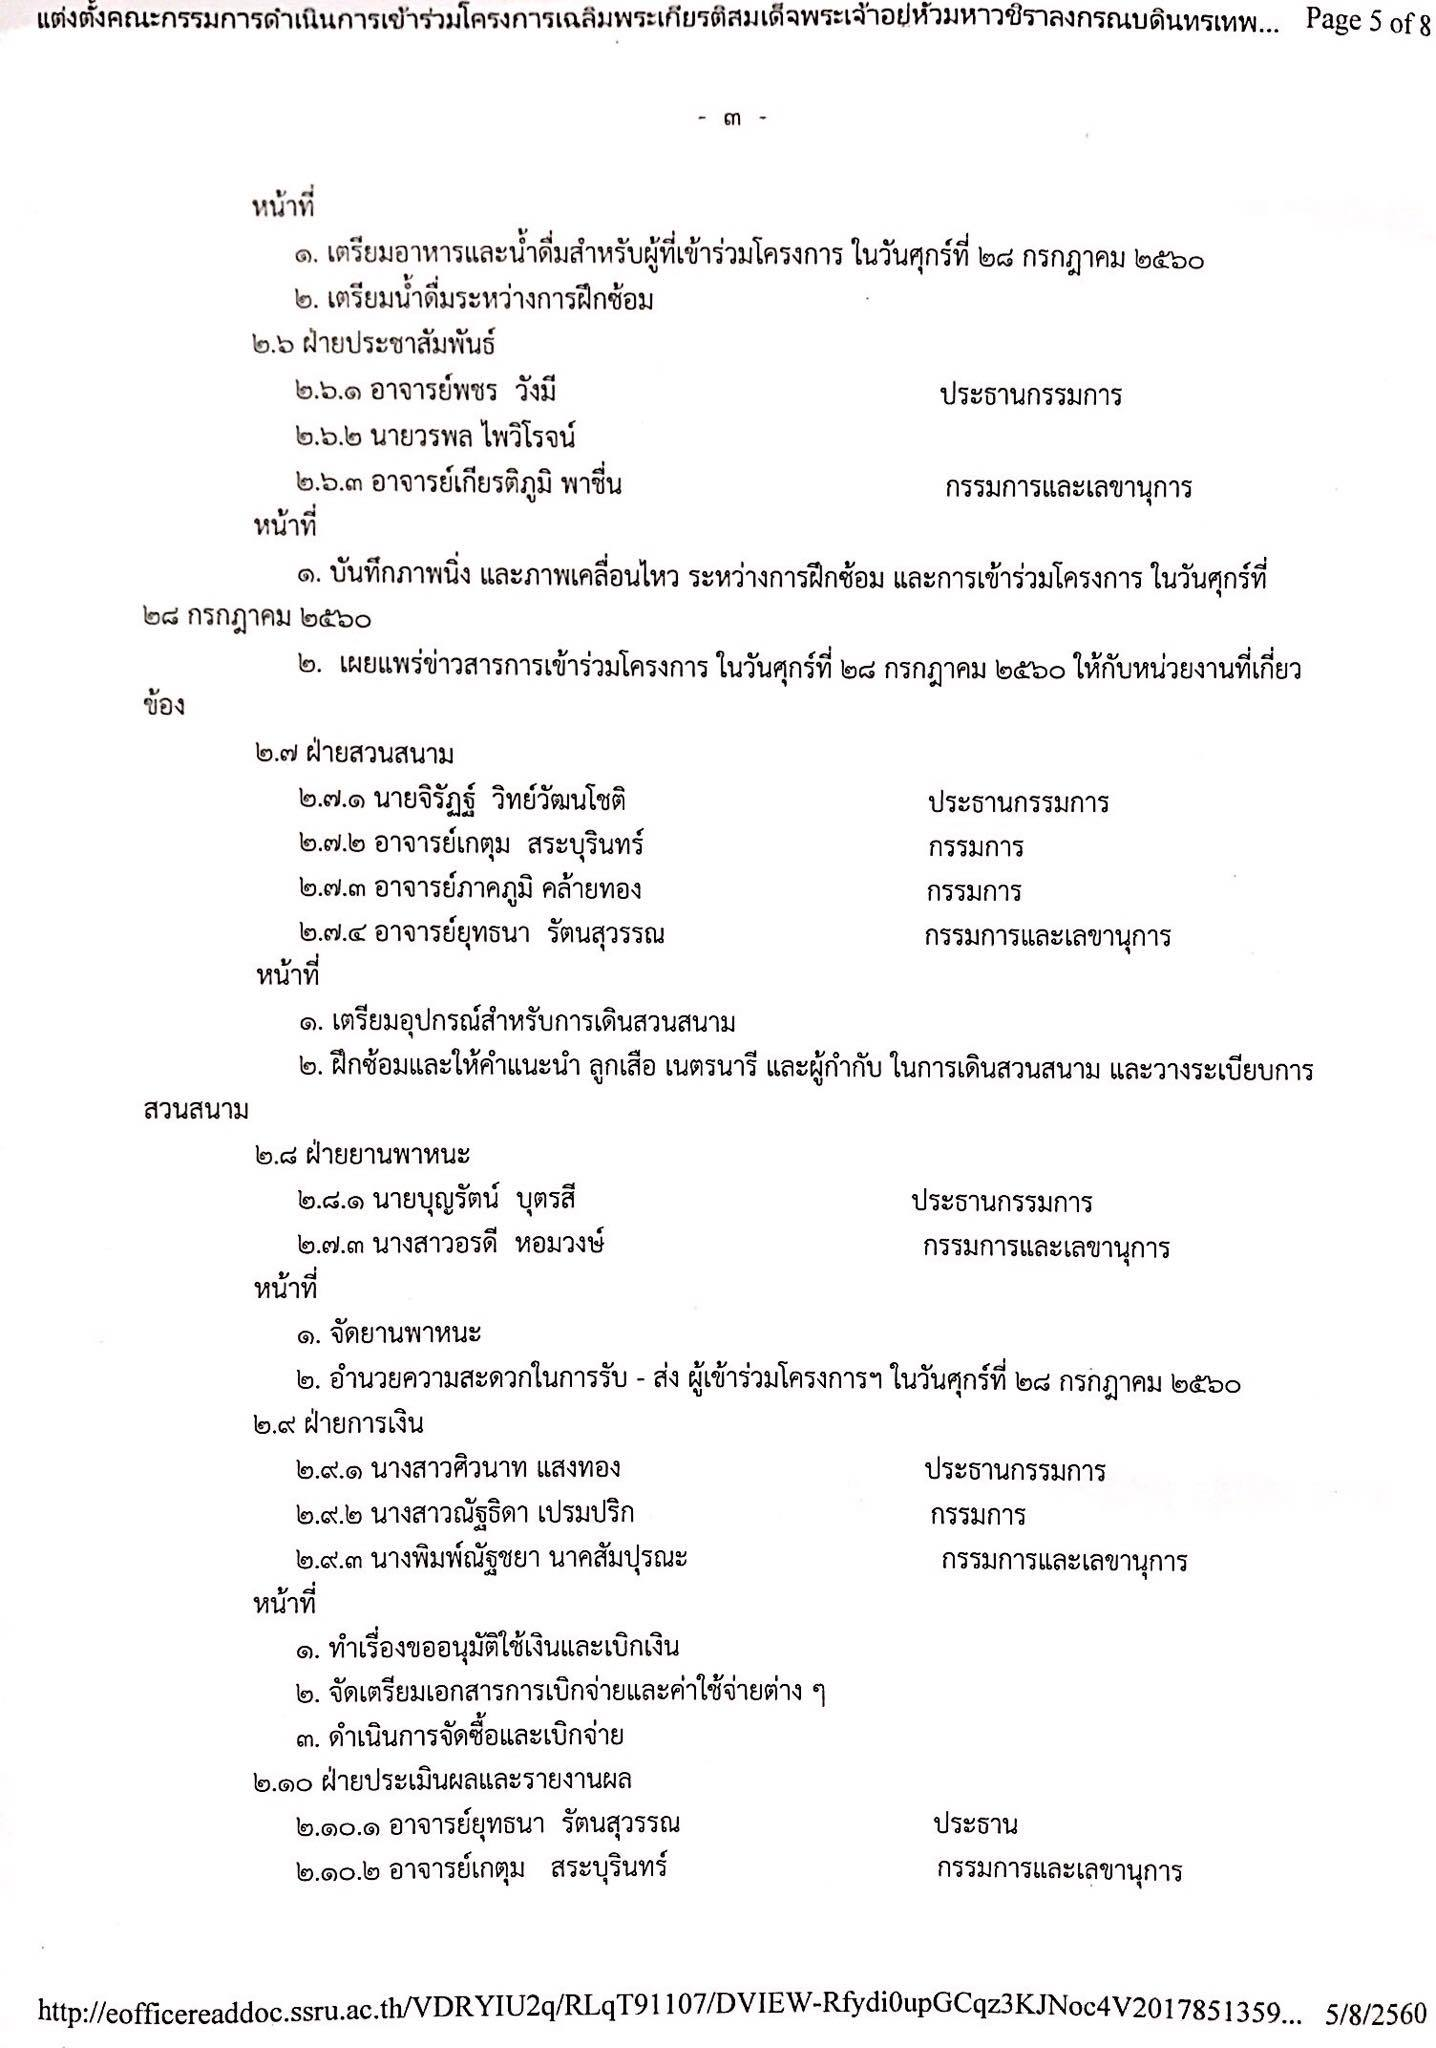 แต่งตั้งคณะกรรมการดำเนินการเข้าร่วมโครงการเฉลิมพระเกียรติสมเด็จพระเจ้าอยู่หัวมหาวชิราลงกรณบดินทรเทพ... Page 5 of 8
- ๓ -
หน้าที่
๑. เตรียมอาหารและน้ำดื่มสำหรับผู้ที่เข้าร่วมโครงการ ในวันศุกร์ที่ ๒๘ กรกฎาคม ๒๕๖๐
๒. เตรียมน้ำดื่มระหว่างการฝึกซ้อม
๒.๖ ฝ่ายประชาสัมพันธ์
๒.๖.๑ อาจารย์พชร วังมี ประธานกรรมการ
๒.๖.๒ นายวรพล ไพวิโรจน์
๒.๖.๓ อาจารย์เกียรติภูมิ พาชื่น กรรมการและเลขานุการ
หน้าที่
๑. บันทึกภาพนิ่ง และภาพเคลื่อนไหว ระหว่างการฝึกซ้อม และการเข้าร่วมโครงการ ในวันศุกร์ที่
๒๘ กรกฎาคม ๒๕๖๐
๒. เผยแพร่ข่าวสารการเข้าร่วมโครงการ ในวันศุกร์ที่ ๒๘ กรกฎาคม ๒๕๖๐ ให้กับหน่วยงานที่เกี่ยว
ข้อง
๒.๗ ฝ่ายสวนสนาม
๒.๗.๑ นายจิรัฏฐ์ วิทย์วัฒนโชติ ประธานกรรมการ
๒.๗.๒ อาจารย์เกตุม สระบุรินทร์ กรรมการ
๒.๗.๓ อาจารย์ภาคภูมิ คล้ายทอง กรรมการ
๒.๗.๔ อาจารย์ยุทธนา รัตนสุวรรณ กรรมการและเลขานุการ
หน้าที่
๑. เตรียมอุปกรณ์สำหรับการเดินสวนสนาม
๒. ฝึกซ้อมและให้คำแนะนำ ลูกเสือ เนตรนารี และผู้กำกับ ในการเดินสวนสนาม และวางระเบียบการ
สวนสนาม
๒.๘ ฝ่ายยานพาหนะ
๒.๘.๑ นายบุญรัตน์ บุตรสี ประธานกรรมการ
๒.๗.๓ นางสาวอรดี หอมวงษ์ กรรมการและเลขานุการ
หน้าที่
๑. จัดยานพาหนะ
๒. อำนวยความสะดวกในการรับ - ส่ง ผู้เข้าร่วมโครงการฯ ในวันศุกร์ที่ ๒๘ กรกฎาคม ๒๕๖๐
๒.๙ ฝ่ายการเงิน
๒.๙.๑ นางสาวศิวนาท แสงทอง ประธานกรรมการ
๒.๙.๒ นางสาวณัฐธิดา เปรมปริก กรรมการ
๒.๙.๓ นางพิมพ์ณัฐชยา นาคสัมปุรณะ กรรมการและเลขานุการ
หน้าที่
๑. ทำเรื่องขออนุมัติใช้เงินและเบิกเงิน
๒. จัดเตรียมเอกสารการเบิกจ่ายและค่าใช้จ่ายต่าง ๆ
๓. ดำเนินการจัดซื้อและเบิกจ่าย
๒.๑๐ ฝ่ายประเมินผลและรายงานผล
๒.๑๐.๑ อาจารย์ยุทธนา รัตนสุวรรณ ประธาน
๒.๑๐.๒ อาจารย์เกตุม สระบุรินทร์ กรรมการและเลขานุการ
http://eofficereaddoc.ssru.ac.th/VDRYIU2q/RLqT91107/DVIEW-Rfydi0upGCqz3KJNoc4V2017851359... 5/8/2560